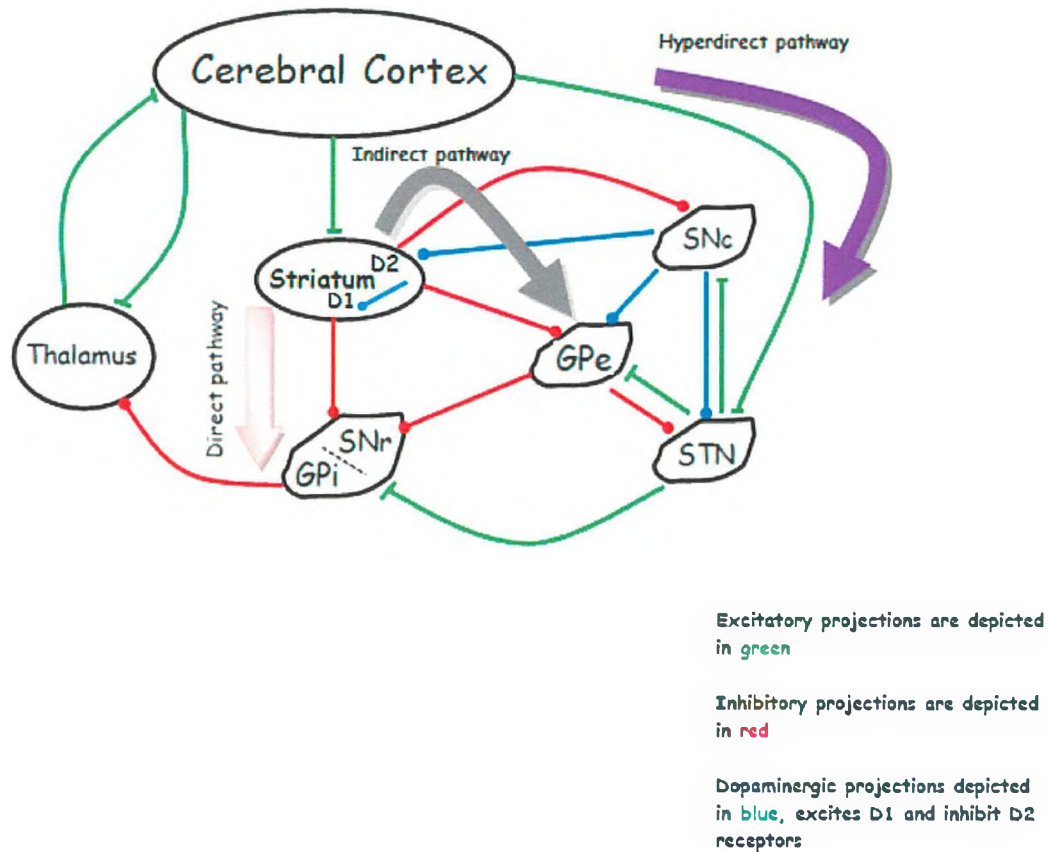 Hyperdirect pathway
Cerebral Cortex
Indirect pathway
SNc
D2
Striatum
D1
Thalamus
GPe
Direct pathway
SNr
GPi
STN
Excitatory projections are depicted
in green
Inhibitory projections are depicted
in red
Dopaminergic projections depicted
in blue, excites D1 and inhibit D2
receptors